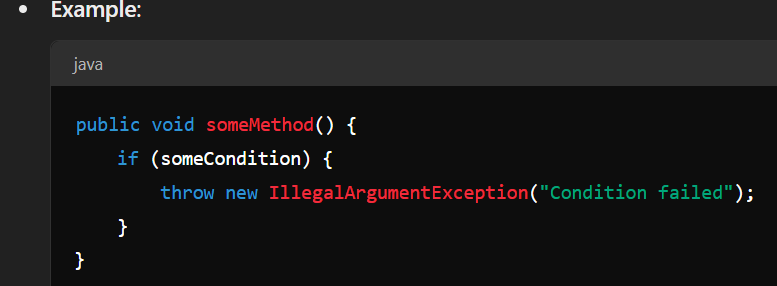 • Example:
java
public void someMethod() {
    if (someCondition) {
        throw new IllegalArgumentException("Condition failed");
    }
}